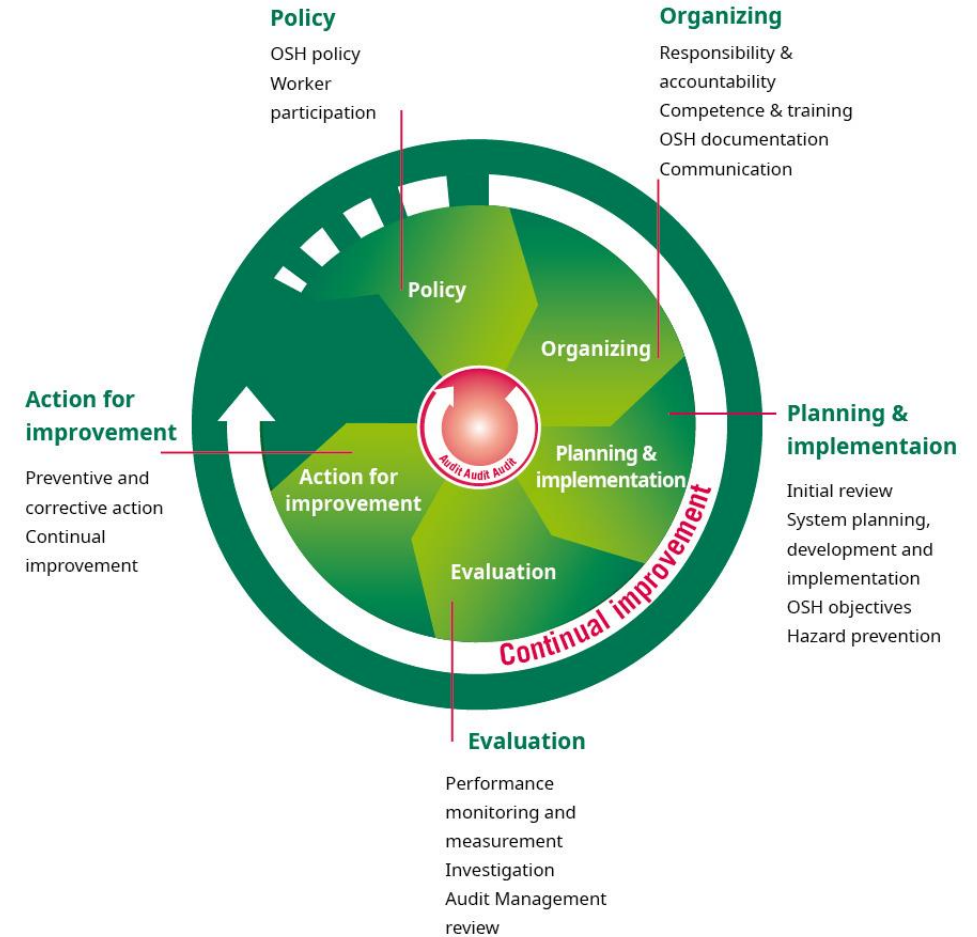 Policy
OSH policy
Worker
participation
Organizing
Responsibility &
accountability
Competence & training
OSH documentation
Communication
Policy
Organizing
Planning &
implementation
Evaluation
Action for
improvement
Audit Audit Audit
Continual improvement
Action for
improvement
Preventive and
corrective action
Continual
improvement
Planning &
implementaion
Initial review
System planning,
development and
implementation
OSH objectives
Hazard prevention
Evaluation
Performance
monitoring and
measurement
Investigation
Audit Management
review